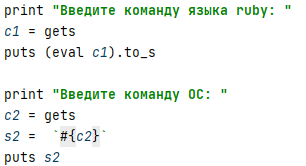 print "Введите команду языка ruby: "
c1 = gets
puts (eval c1).to_s
print "Введите команду ОС: "
c2 = gets
s2 =  `#{c2}`
puts s2